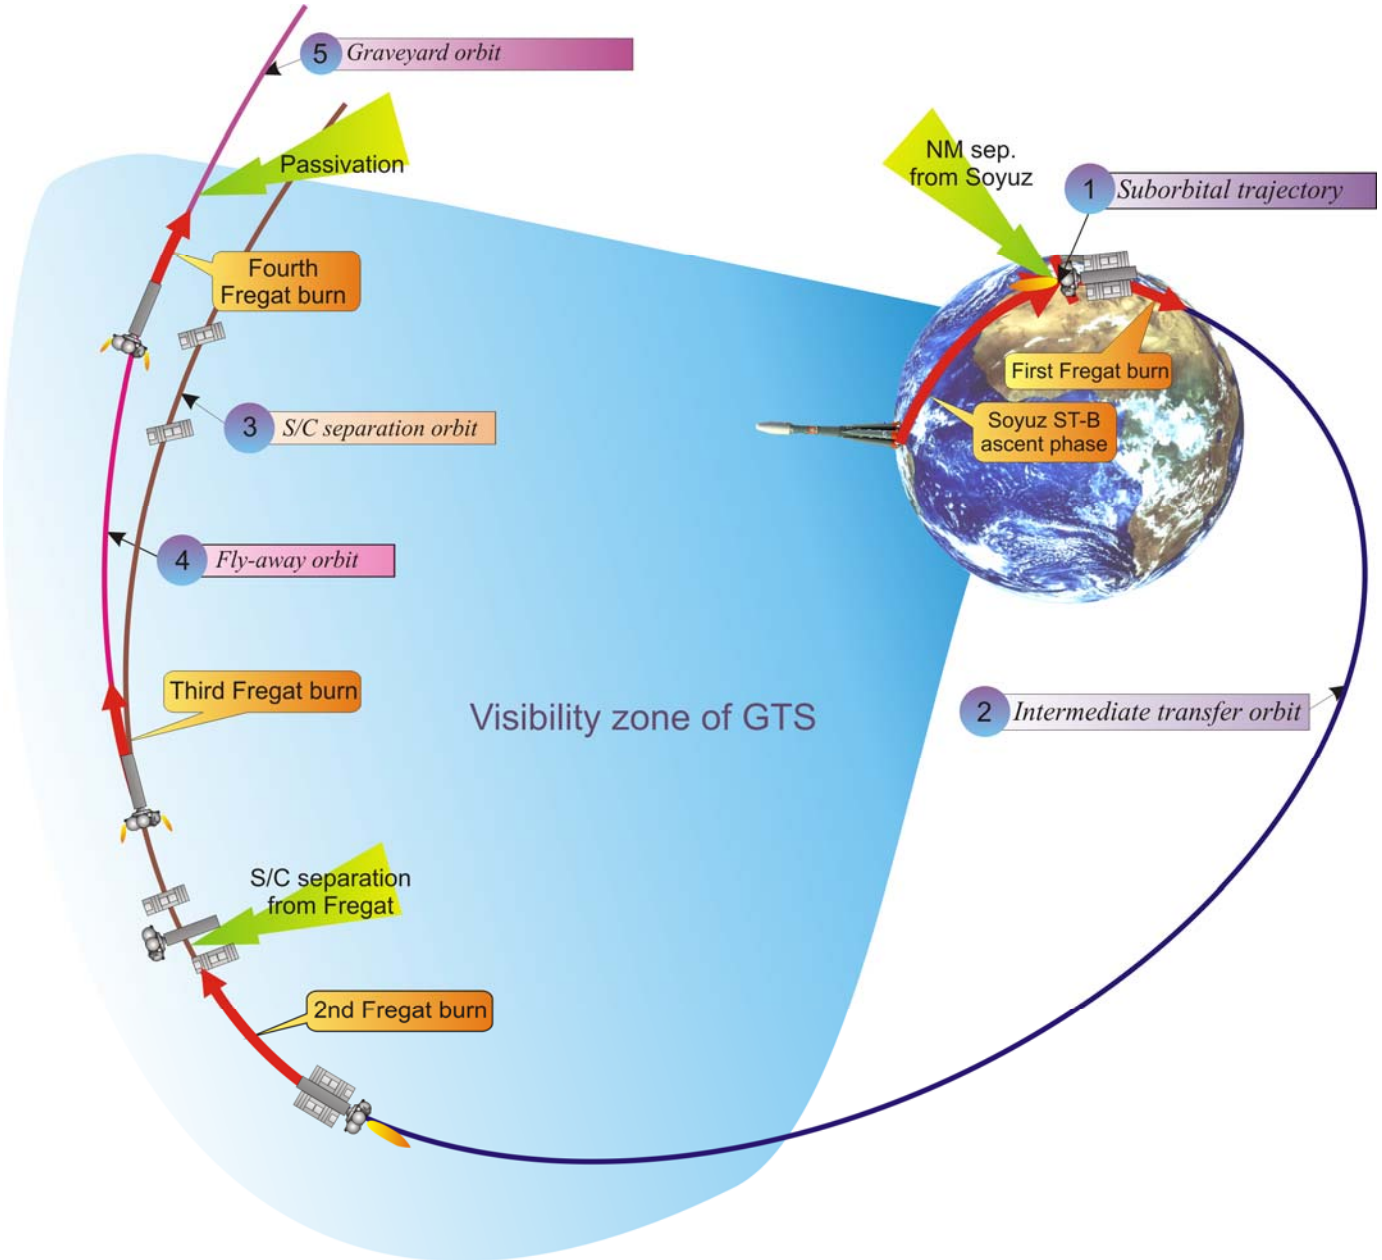 5 Graveyard orbit
Passivation
NM sep.
from Soyuz
1 Suborbital trajectory
Fourth
Fregat burn
First Fregat burn
3 S/C separation orbit
Soyuz ST-B
ascent phase
4 Fly-away orbit
Third Fregat burn
Visibility zone of GTS
2 Intermediate transfer orbit
S/C separation
from Fregat
2nd Fregat burn